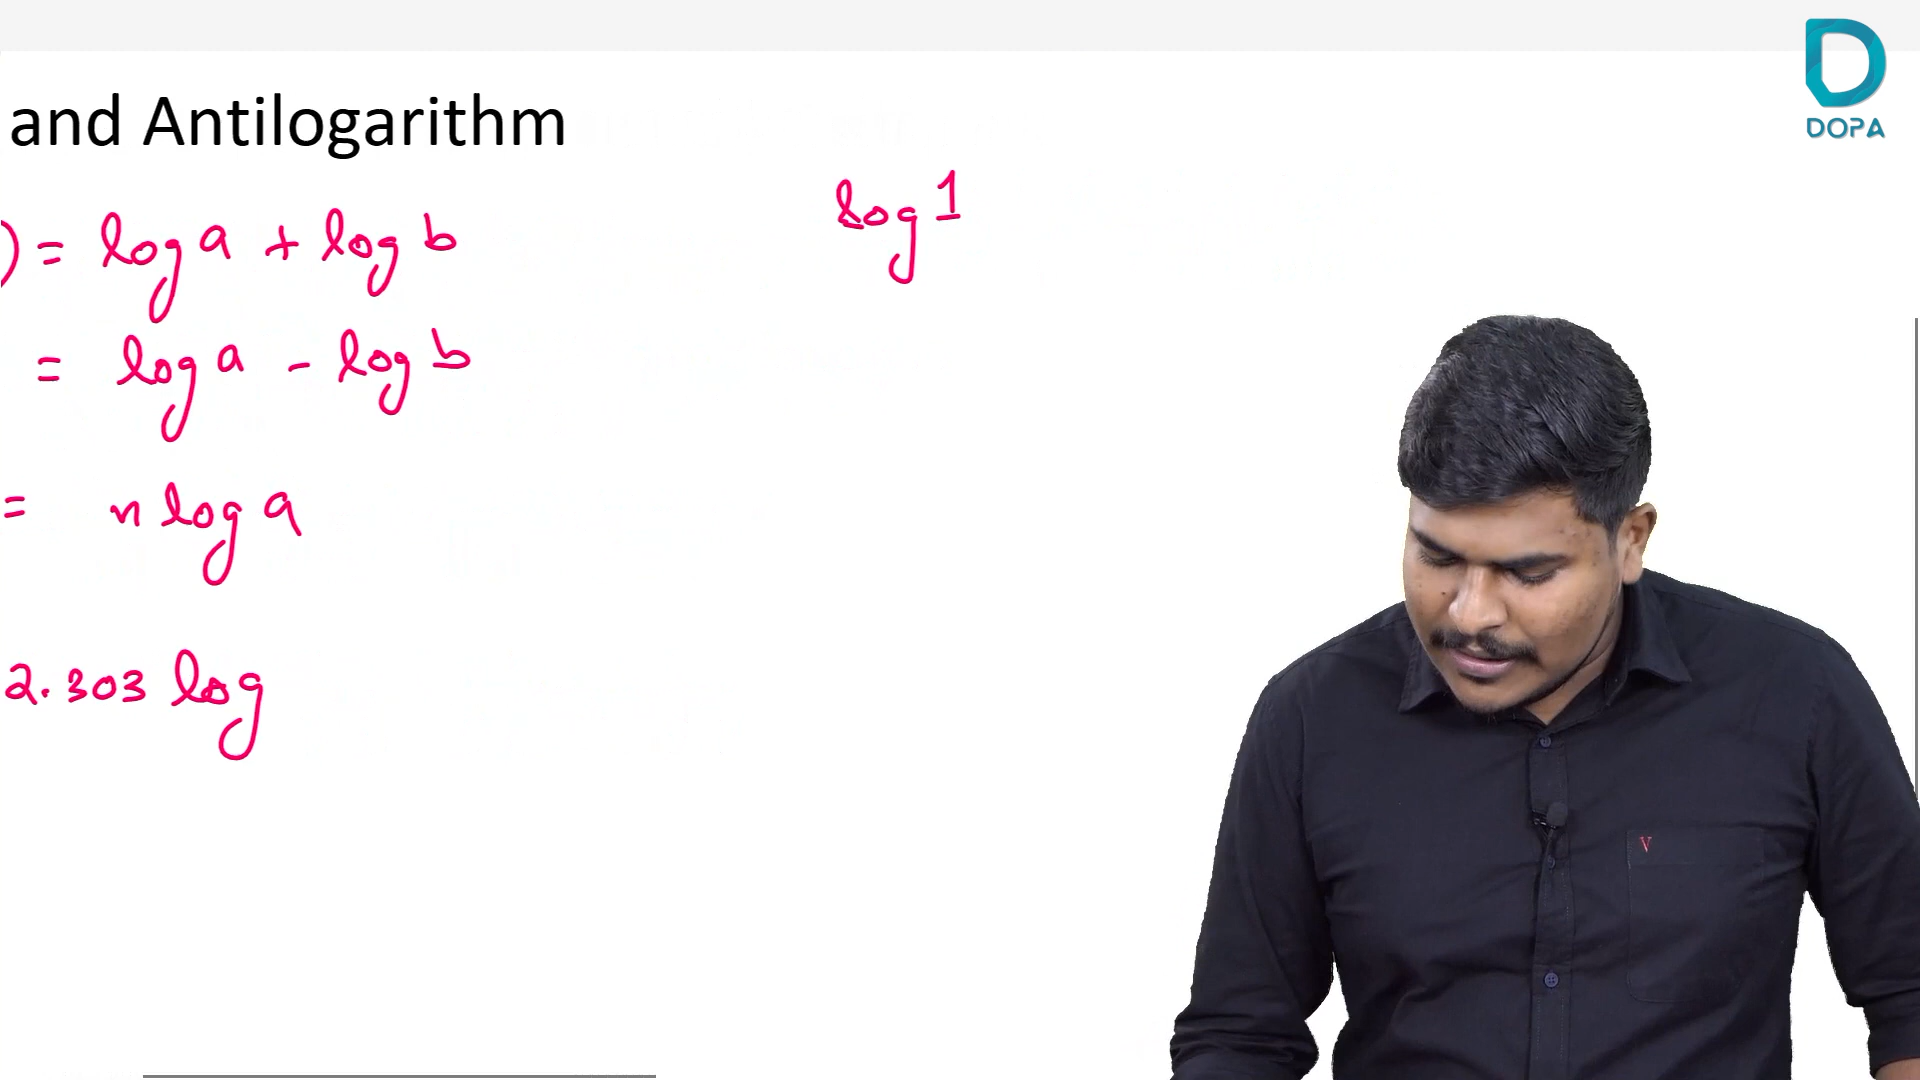 and Antilogarithm
) = log a + log b
= log a - log b
= n log a
2.303 log
log 1
DOPA
V